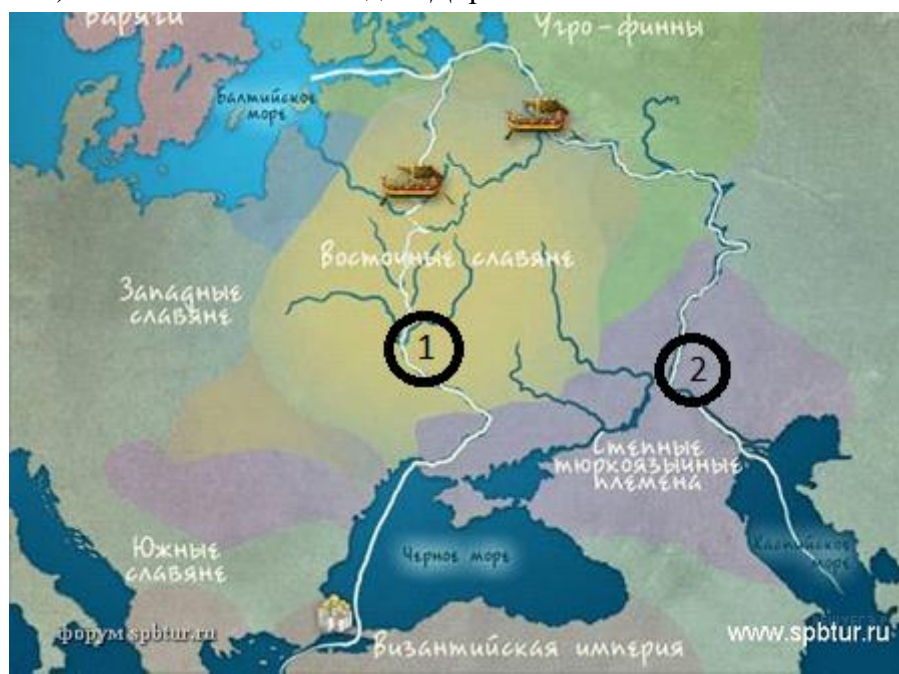 Варяги
Угро-финны
Балтийское
море
Восточные славяне
Западные
славяне
1
2
Степные
тюркоязычные
племена
Южные
славяне
Черное море
Каспийское
море
форум spbtur.ru
www.spbtur.ru
Византийская империя